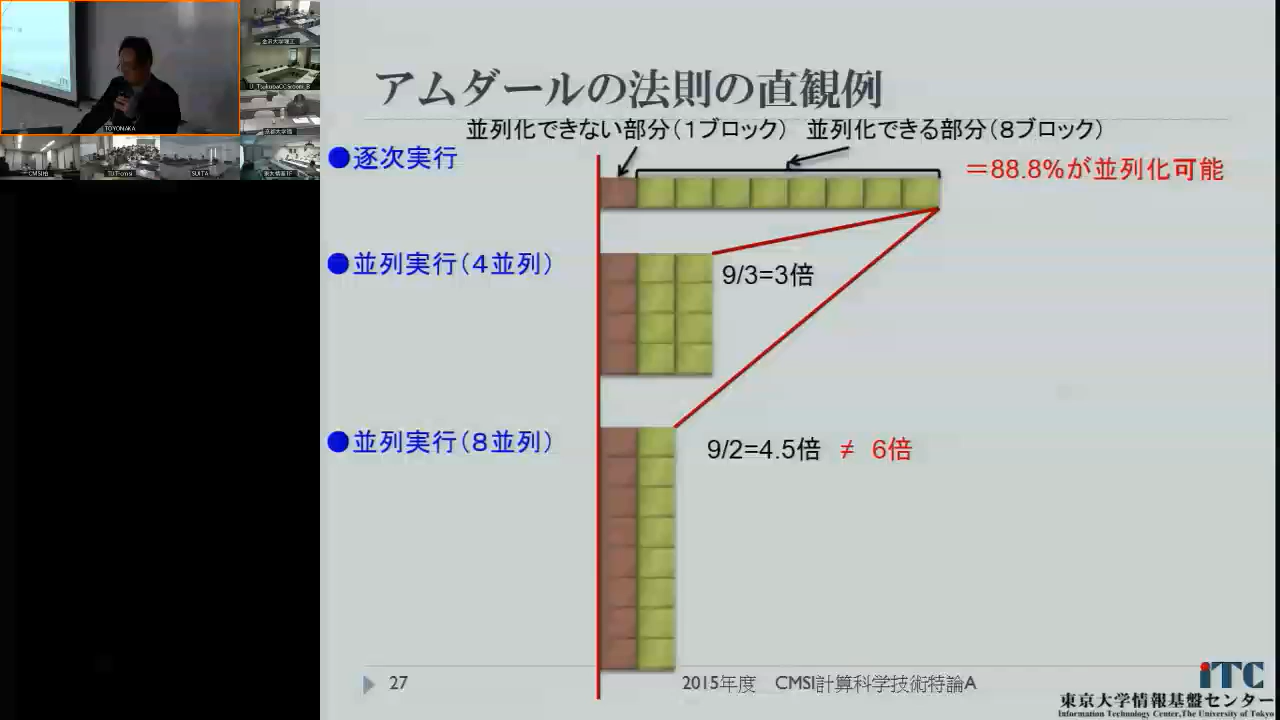 アムダールの法則の直観例
並列化できない部分(1ブロック) 並列化できる部分(8ブロック)
●逐次実行
=88.8%が並列化可能
●並列実行(4並列)
9/3=3倍
●並列実行(8並列)
9/2=4.5倍 ≠ 6倍
27
2015年度 CMSI計算科学技術特論A
iTC
東京大学情報基盤センター
Information Technology Center,The University of Tokyo
TOYONAKA
CMSI柏
SUITA